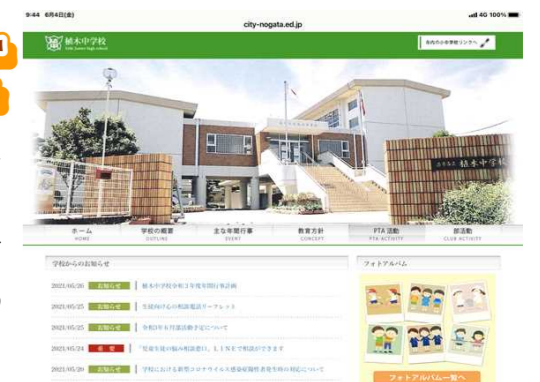 9:44 6月4日(金)
4G 100%
city-nogata.ed.jp
植木中学校
市内の小中学校リンクへ
植木中学校
ホーム
HOME
学校の概要
OUTLINE
主な年間行事
EVENT
教育方針
CONCEPT
PTA 活動
PTA ACTIVITY
部活動
CLUB ACTIVITY
学校からのお知らせ
フォトアルバム
2021/05/26 お知らせ 植木中学校令和3年度年間行事計画
2021/05/25 お知らせ 生徒向け心の相談電話リーフレット
2021/05/25 お知らせ 令和3年6月部活動予定について
2021/05/24 重要 「児童生徒の悩み相談窓口」LINEで相談ができます
2021/05/20 お知らせ 学校における新型コロナウイルス感染症陽性者発生時の対応について
フォトアルバム一覧へ